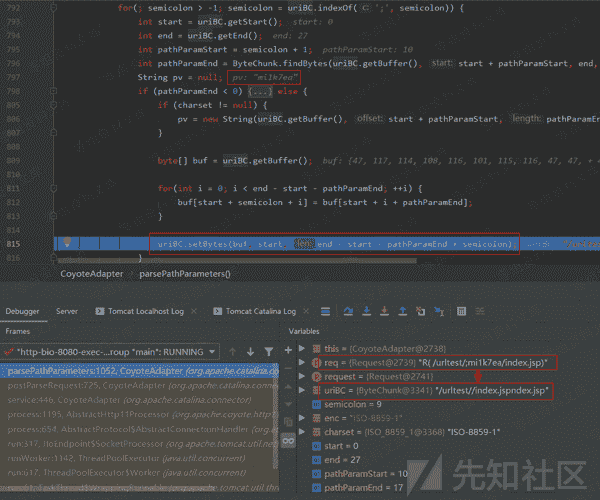 792 for(; semicolon > -1; semicolon = uriBC.indexOf( c: ';', semicolon)) {
793 int start = uriBC.getStart(); start: 0
794 int end = uriBC.getEnd(); end: 27
795 int pathParamStart = semicolon + 1; pathParamStart: 10
796 int pathParamEnd = ByteChunk.findBytes(uriBC.getBuffer(), start: start + pathParamStart, end,
797 String pv = null; pv: "mi1k7ea"
798 if (pathParamEnd < 0) {...} else {
805 if (charset != null) {
806 pv = new String(uriBC.getBuffer(), offset: start + pathParamStart, length: pathParamEn
807 }
808
809 byte[] buf = uriBC.getBuffer(); buf: {47, 117, 114, 108, 116, 101, 115, 116, 47, 47, +
810
811 for(int i = 0; i < end - start - pathParamEnd; ++i) {
812 buf[start + semicolon + i] = buf[start + i + pathParamEnd];
813 }
814
815 uriBC.setBytes(buf, start, len: end - start - pathParamEnd + semicolon);
816 }
CoyoteAdapter › parsePathParameters()
Debugger Server Tomcat Localhost Log Tomcat Catalina Log
Frames Variables
"http-bio-8080-exec-...roup "main": RUNNING
this = {CoyoteAdapter@2738}
parsePathParameters:1052, CoyoteAdapter (org.apache.catalina.connec
req = {Request@2739} "R( /urltest/;mi1k7ea/index.jsp)"
postParseRequest:725, CoyoteAdapter (org.apache.catalina.connector)
request = {Request@2741}
service:446, CoyoteAdapter (org.apache.catalina.connector)
uriBC = {ByteChunk@3341} "/urltest//index.jspndex.jsp"
process:1195, AbstractHttp11Processor (org.apache.coyote.http1
semicolon = 9
process:654, AbstractProtocol$AbstractConnectionHandler (org.ap
enc = "ISO-8859-1"
run:317, JIoEndpoint$SocketProcessor (org.apache.tomcat.util.ne
charset = {ISO_8859_1@3368} "ISO-8859-1"
runWorker:1142, ThreadPoolExecutor (java.util.concurrent)
start = 0
run:617, ThreadPoolExecutor$Worker (java.util.concurrent)
end = 27
pathParamStart = 10
run:61, TaskThread$WrappingRunnable (org.apache.tomcat.util.thre
pathParamEnd = 17
先知社区